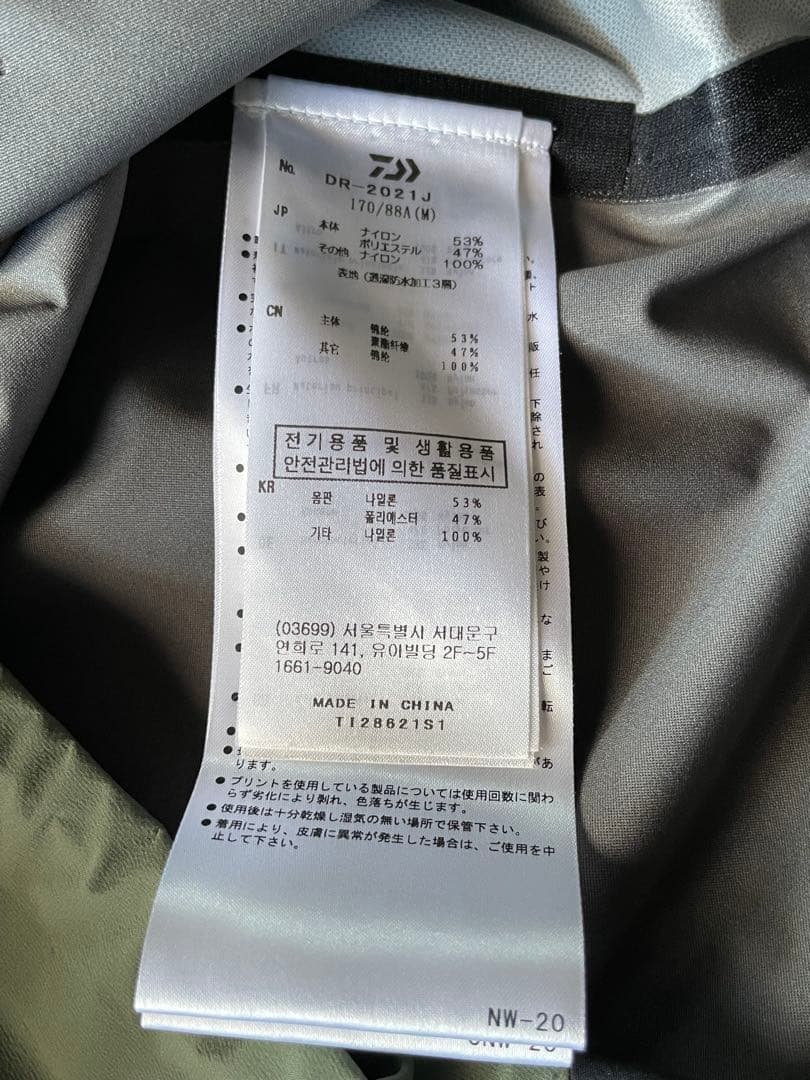 No. DR-2021J
170/88A(M)
JP
本体 ナイロン 53%
ポリエステル 47%
その他 ナイロン 100%
表地(透湿防水加工3層)
CN
主体 锦纶 53%
聚酯纤维 47%
其它 锦纶 100%
전기용품 및 생활용품
안전관리법에 의한 품질표시
KR
몸판 나일론 53%
폴리에스터 47%
기타 나일론 100%
(03699) 서울특별시 서대문구
연희로 141, 유아빌딩 2F~5F
1661-9040
MADE IN CHINA
TI28621S1
ります。
●プリントを使用している製品については使用回数に関わ
らず劣化により剥れ、色落ちが生じます。
●使用後は十分乾燥し湿気の無い場所で保管下さい。
●着用により、皮膚に異常が発生した場合は、ご使用を中
止して下さい。
NW-20